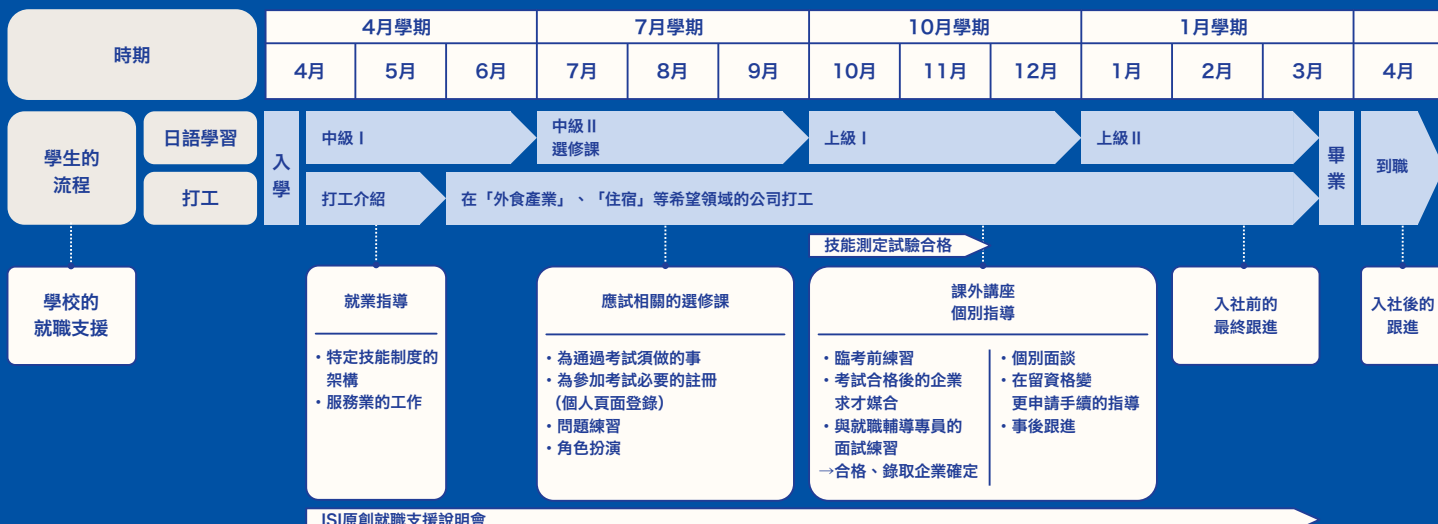 時期
4月學期
7月學期
10月學期
1月學期
4月
5月
6月
7月
8月
9月
10月
11月
12月
1月
2月
3月
4月
學生的
流程
日語學習
打工
入
學
中級Ⅰ
中級Ⅱ
選修課
上級Ⅰ
上級Ⅱ
打工介紹
在「外食產業」、「住宿」等希望領域的公司打工
畢
業
到職
技能測定試驗合格
學校的
就職支援
就業指導
・特定技能制度的
架構
・服務業的工作
應試相關的選修課
・為通過考試須做的事
・為參加考試必要的註冊
（個人頁面登錄）
・問題練習
・角色扮演
課外講座
個別指導
・臨考前練習
・考試合格後的企業
求才媒合
・與就職輔導專員的
面試練習
→合格、錄取企業確定
・個別面談
・在留資格變
更申請手續的指導
・事後跟進
入社前的
最終跟進
入社後的
跟進
ISI原創就職支援說明會